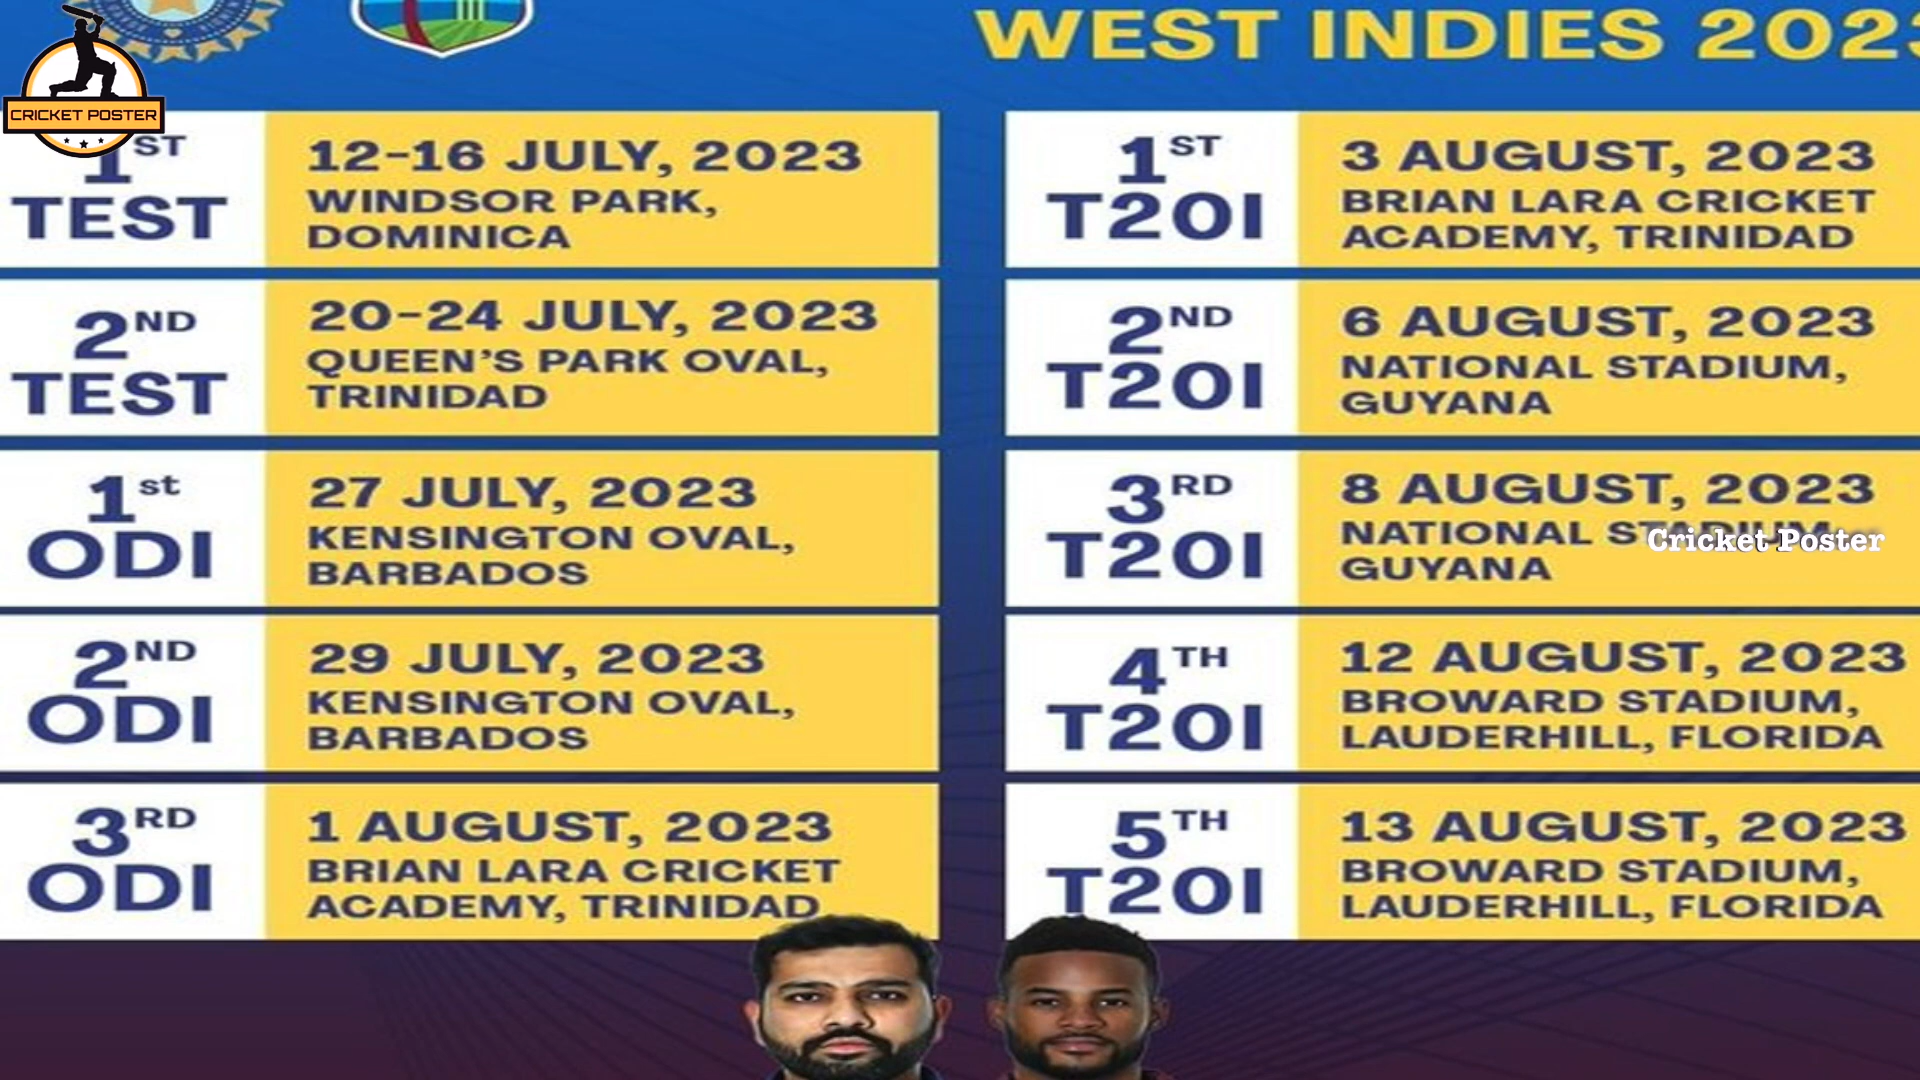 WEST INDIES 2023
CRICKET POSTER
1ST
TEST
12-16 JULY, 2023
WINDSOR PARK,
DOMINICA
2ND
TEST
20-24 JULY, 2023
QUEEN'S PARK OVAL,
TRINIDAD
1st
ODI
27 JULY, 2023
KENSINGTON OVAL,
BARBADOS
2ND
ODI
29 JULY, 2023
KENSINGTON OVAL,
BARBADOS
3RD
ODI
1 AUGUST, 2023
BRIAN LARA CRICKET
ACADEMY, TRINIDAD
1ST
T20I
3 AUGUST, 2023
BRIAN LARA CRICKET
ACADEMY, TRINIDAD
2ND
T20I
6 AUGUST, 2023
NATIONAL STADIUM,
GUYANA
3RD
T20I
8 AUGUST, 2023
NATIONAL STADIUM,
Cricket Poster
GUYANA
4TH
T20I
12 AUGUST, 2023
BROWARD STADIUM,
LAUDERHILL, FLORIDA
5TH
T20I
13 AUGUST, 2023
BROWARD STADIUM,
LAUDERHILL, FLORIDA